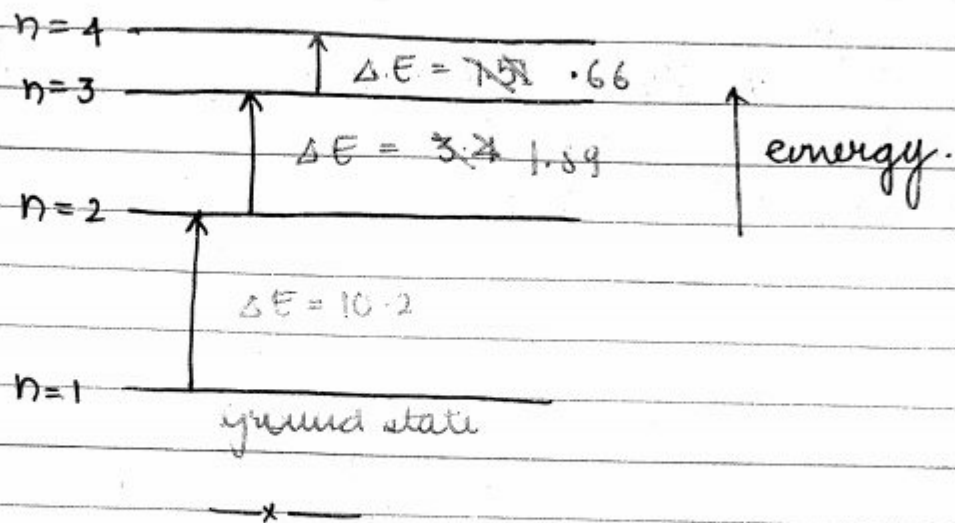 n=4
ΔE = .66
n=3
ΔE = 1.89
energy.
n=2
ΔE = 10.2
n=1
ground state
x